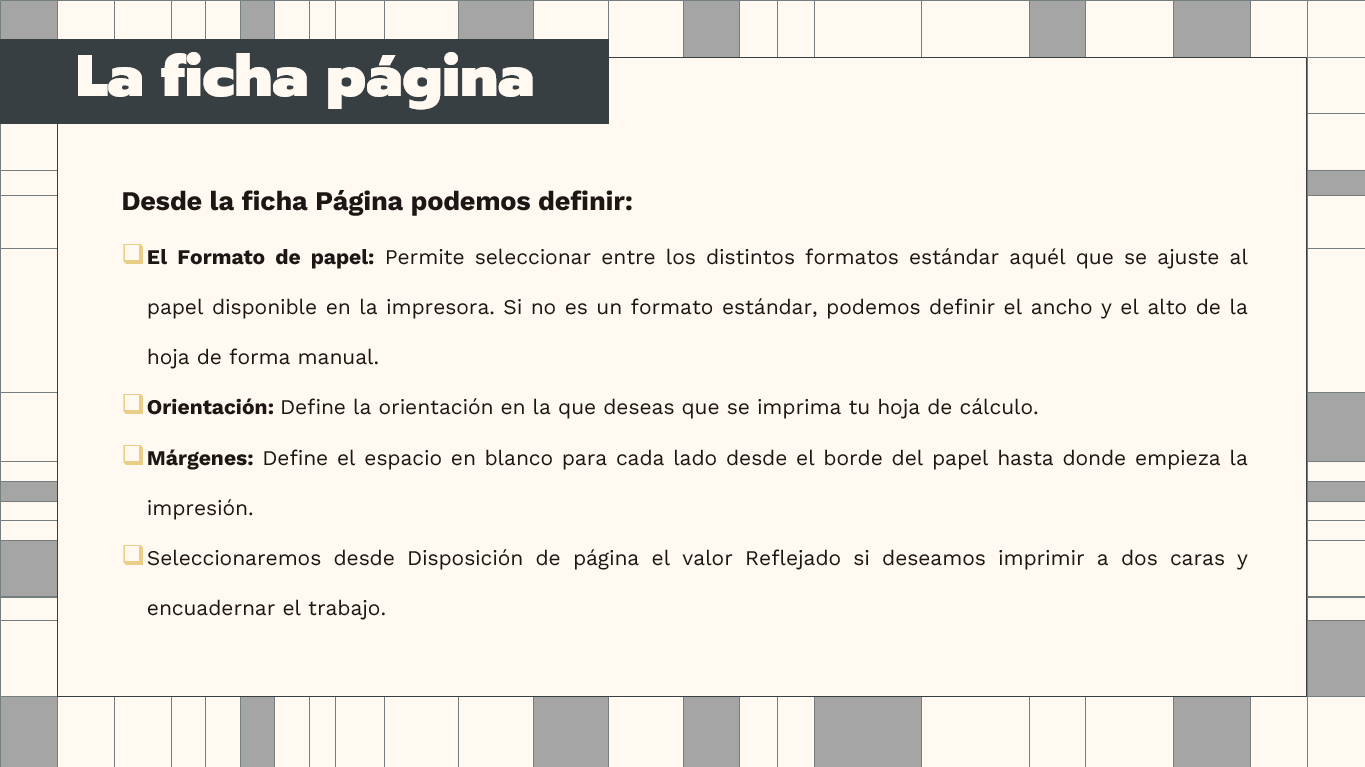 La ficha página
Desde la ficha Página podemos definir:
❑El Formato de papel: Permite seleccionar entre los distintos formatos estándar aquél que se ajuste al
papel disponible en la impresora. Si no es un formato estándar, podemos definir el ancho y el alto de la
hoja de forma manual.
❑Orientación: Define la orientación en la que deseas que se imprima tu hoja de cálculo.
❑Márgenes: Define el espacio en blanco para cada lado desde el borde del papel hasta donde empieza la
impresión.
❑Seleccionaremos desde Disposición de página el valor Reflejado si deseamos imprimir a dos caras y
encuadernar el trabajo.